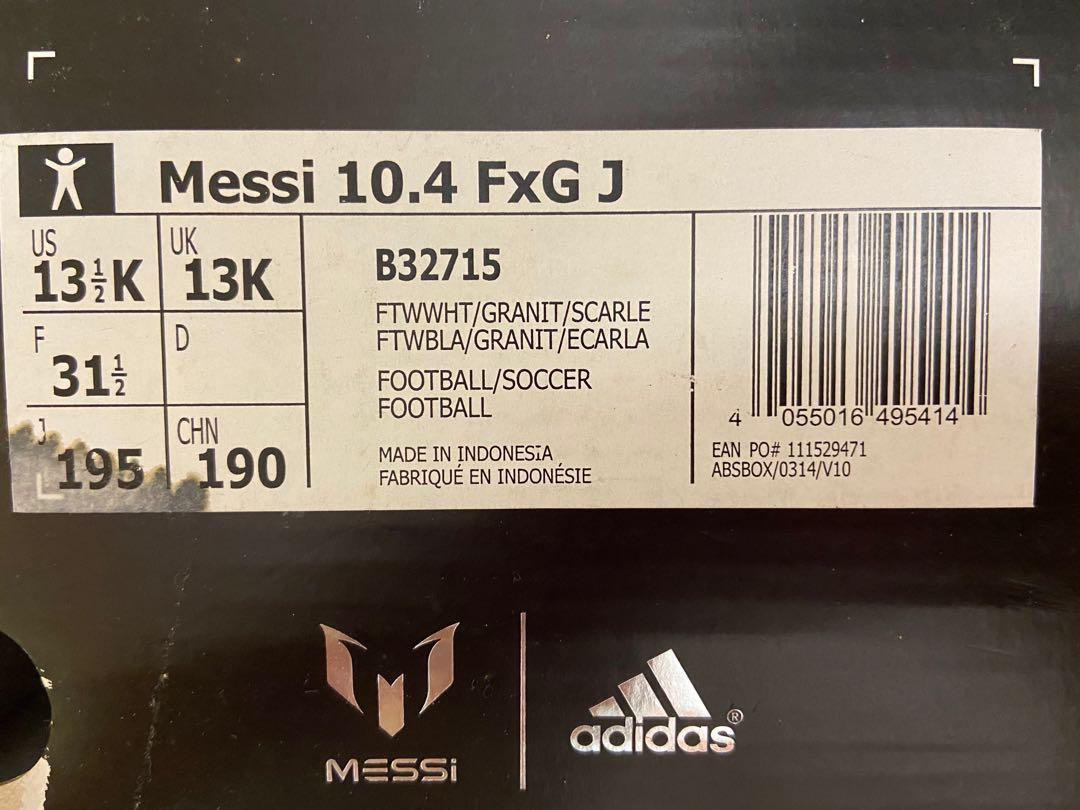 Messi 10.4 FxG J
US
13½K
UK
13K
F
31½
D
J
195
CHN
190
B32715
FTWWHT/GRANIT/SCARLE
FTWBLA/GRANIT/ECARLA
FOOTBALL/SOCCER
FOOTBALL
MADE IN INDONESIA
FABRIQUÉ EN INDONÉSIE
4 055016 495414
EAN PO# 111529471
ABSBOX/0314/V10
MESSi
adidas®